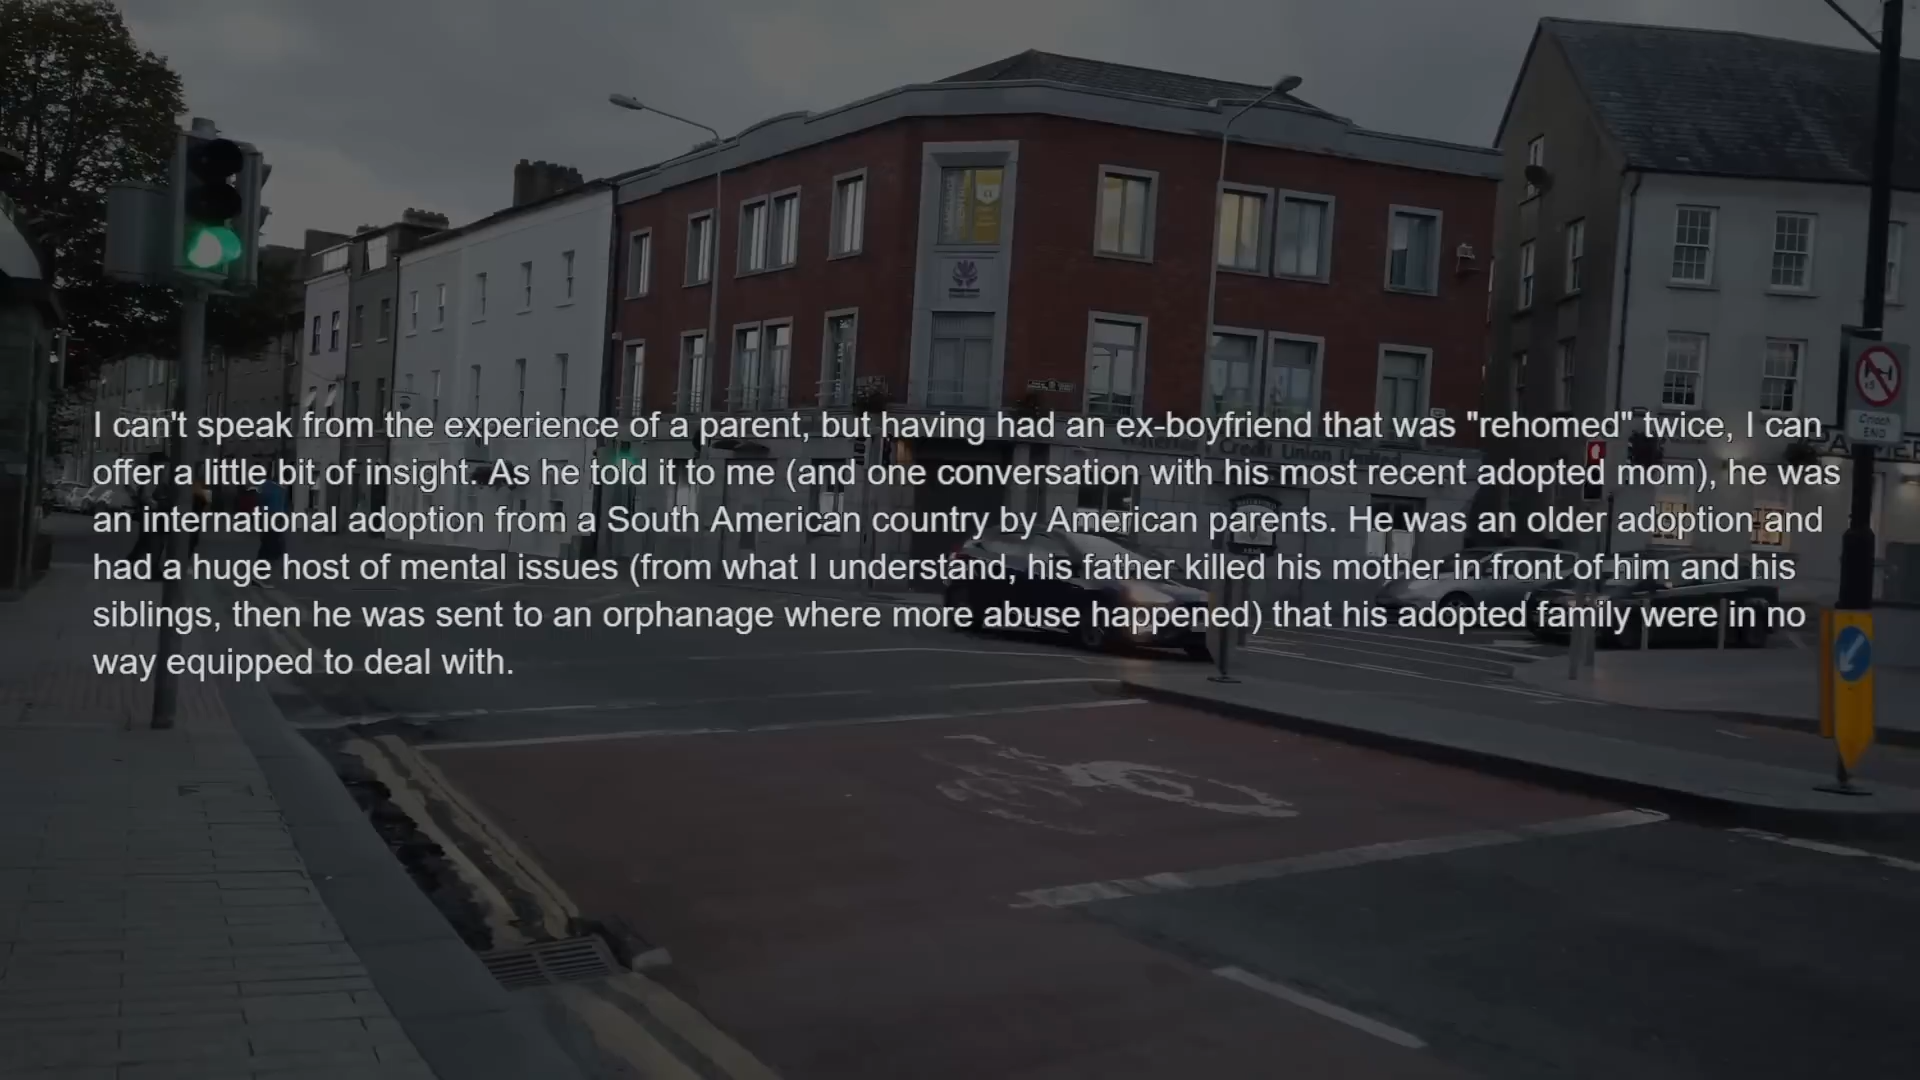 I can't speak from the experience of a parent, but having had an ex-boyfriend that was "rehomed" twice, I can
offer a little bit of insight. As he told it to me (and one conversation with his most recent adopted mom), he was
an international adoption from a South American country by American parents. He was an older adoption and
had a huge host of mental issues (from what I understand, his father killed his mother in front of him and his
siblings, then he was sent to an orphanage where more abuse happened) that his adopted family were in no
way equipped to deal with.
Credit Union
Críoch
END